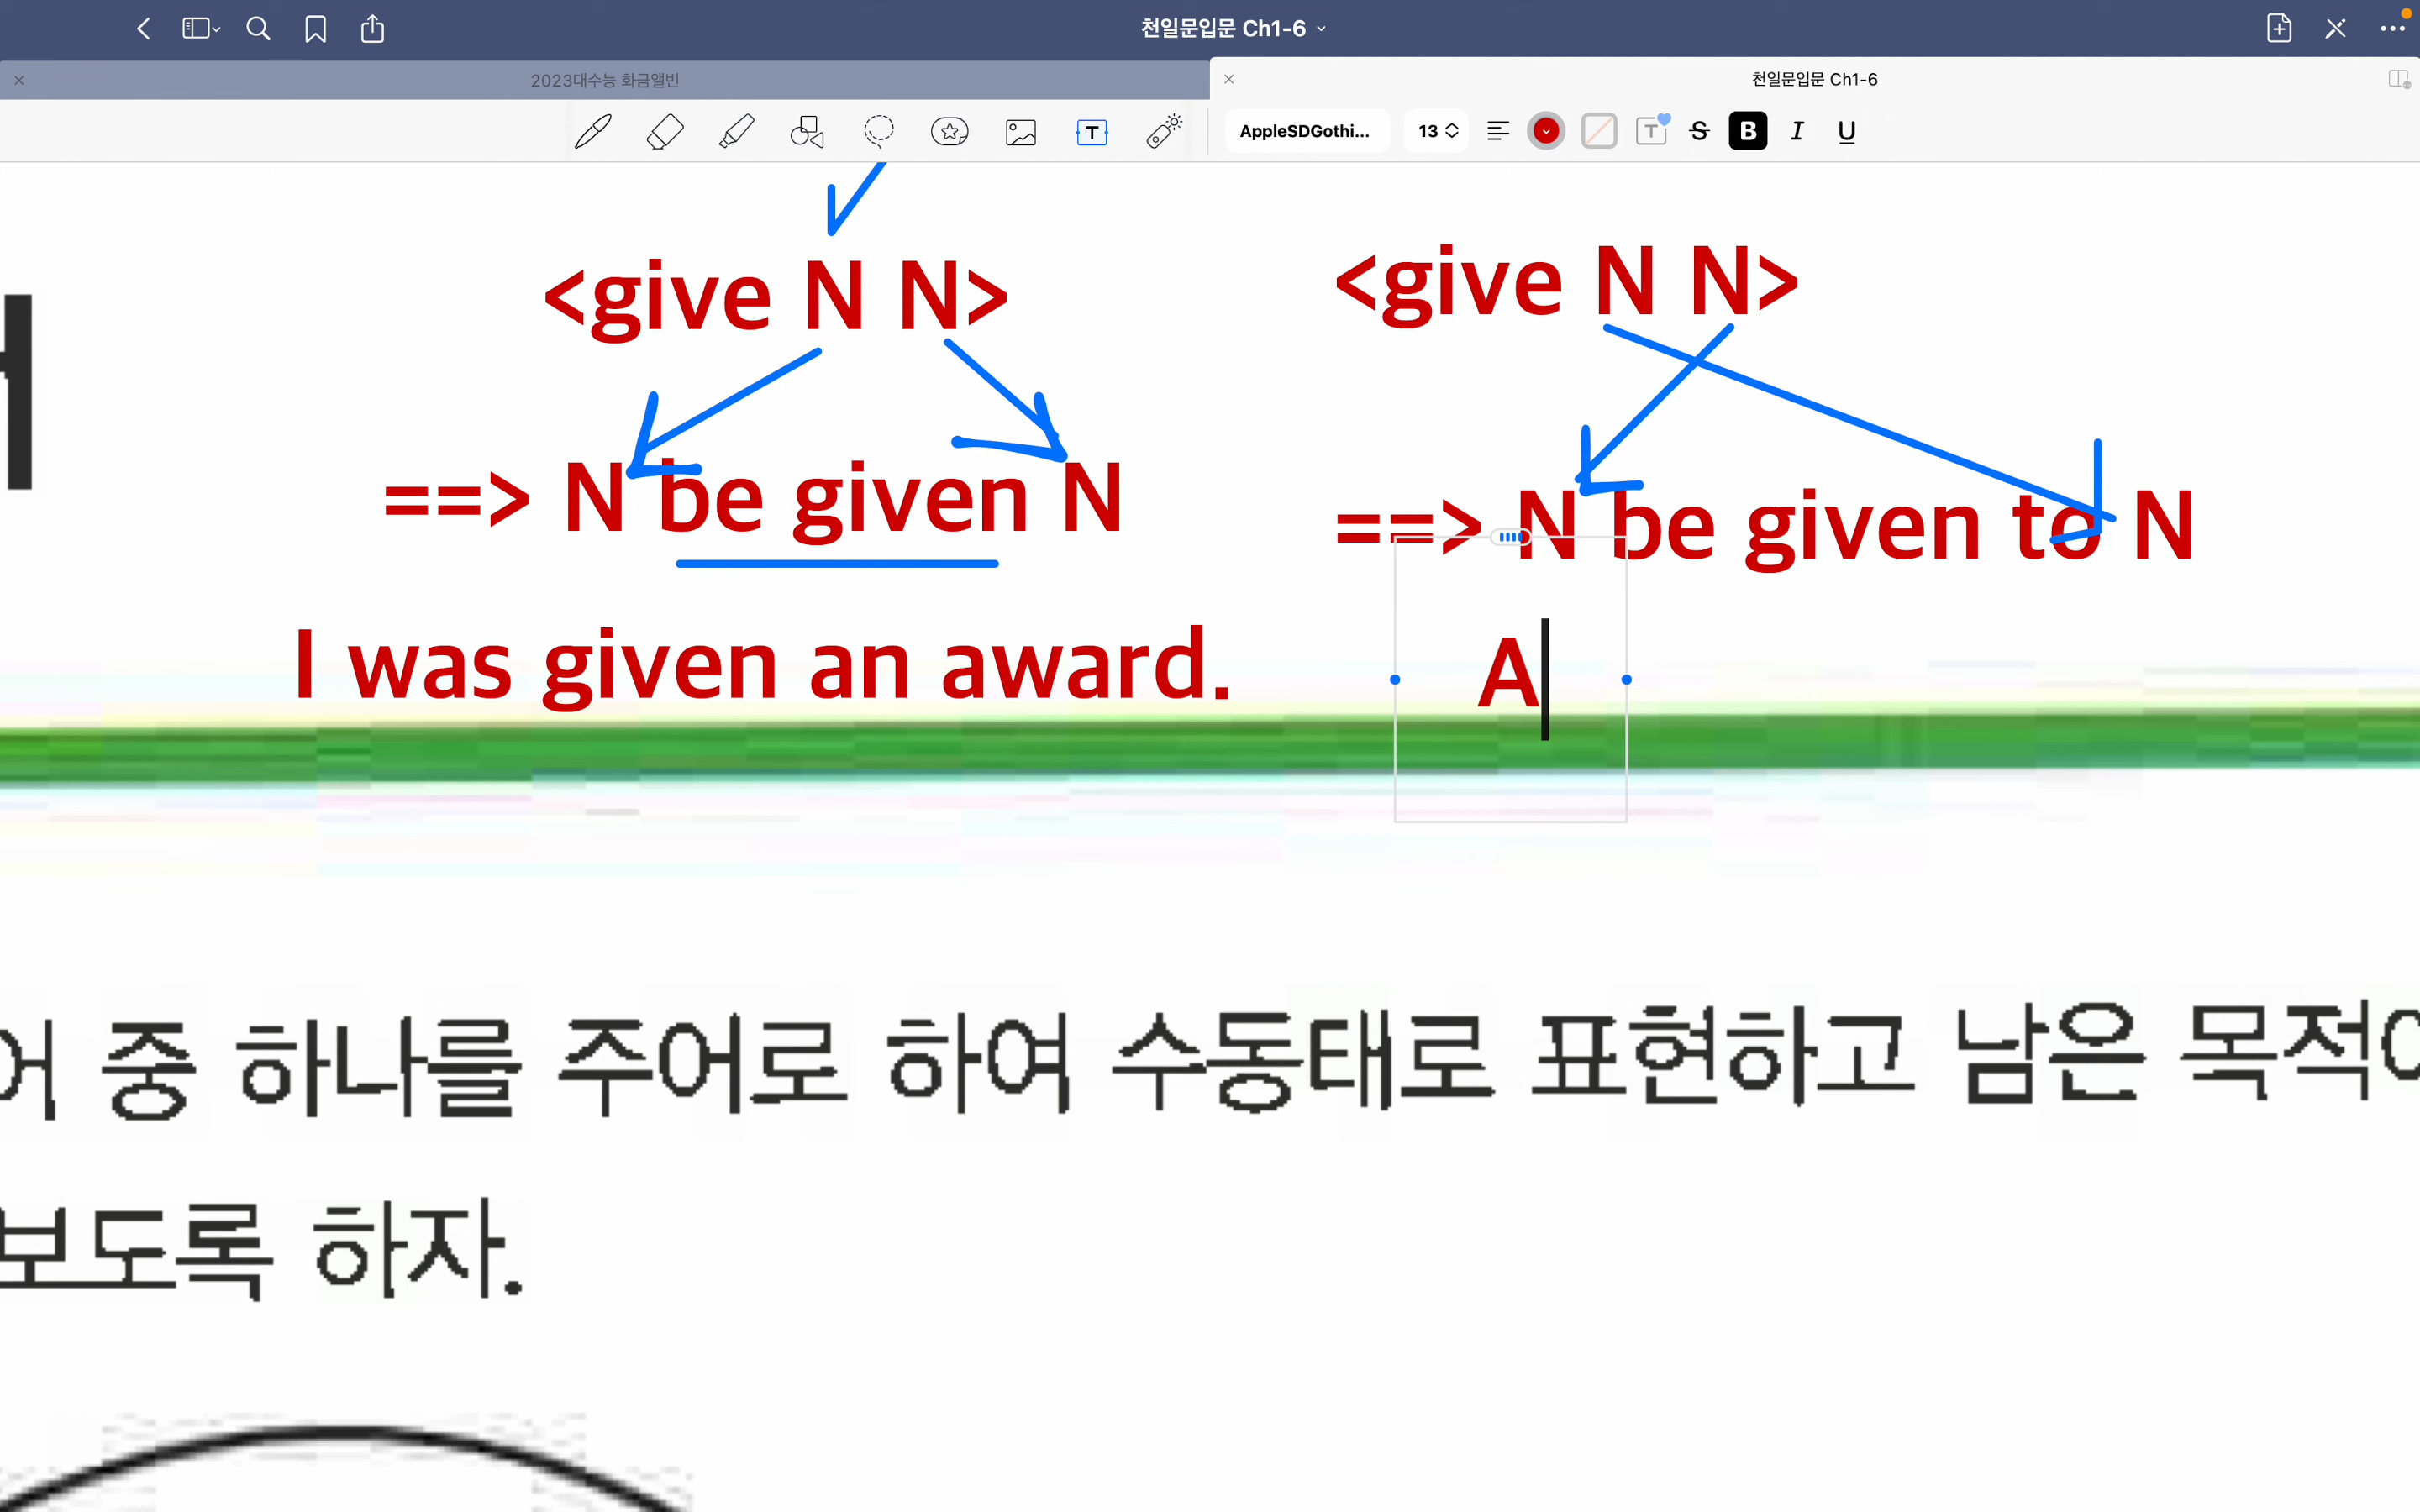 천일문입문 Ch1-6
2023대수능 화금앨빈
천일문입문 Ch1-6
AppleSDGothi...
13
S
B
I
U
<give N N>
==> N be given N
I was given an award.
<give N N>
==> N be given to N
A
어 중 하나를 주어로 하여 수동태로 표현하고 남은
보도록 하자.